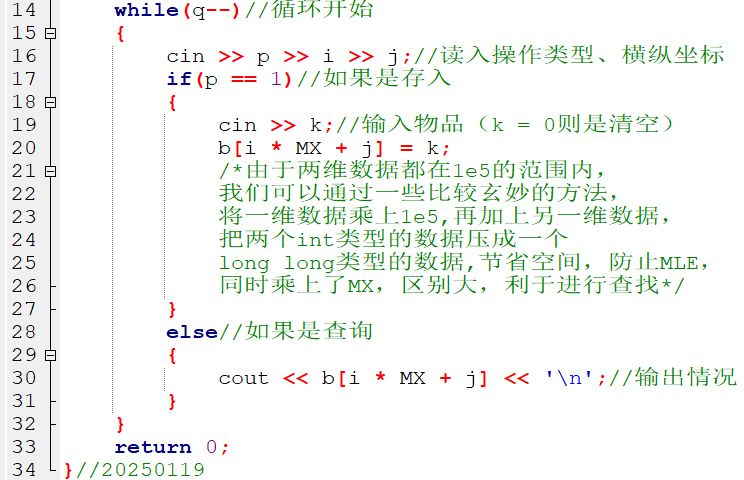 14 while(q--)//循环开始
15 {
16 cin >> p >> i >> j;//读入操作类型、横纵坐标
17 if(p == 1)//如果是存入
18 {
19 cin >> k;//输入物品（k = 0则是清空）
20 b[i * MX + j] = k;
21 /*由于两维数据都在1e5的范围内，
22 我们可以通过一些比较玄妙的方法，
23 将一维数据乘上1e5,再加上另一维数据，
24 把两个int类型的数据压成一个
25 long long类型的数据,节省空间，防止MLE，
26 同时乘上了MX，区别大，利于进行查找*/
27 }
28 else//如果是查询
29 {
30 cout << b[i * MX + j] << '\n';//输出情况
31 }
32 }
33 return 0;
34 }//20250119